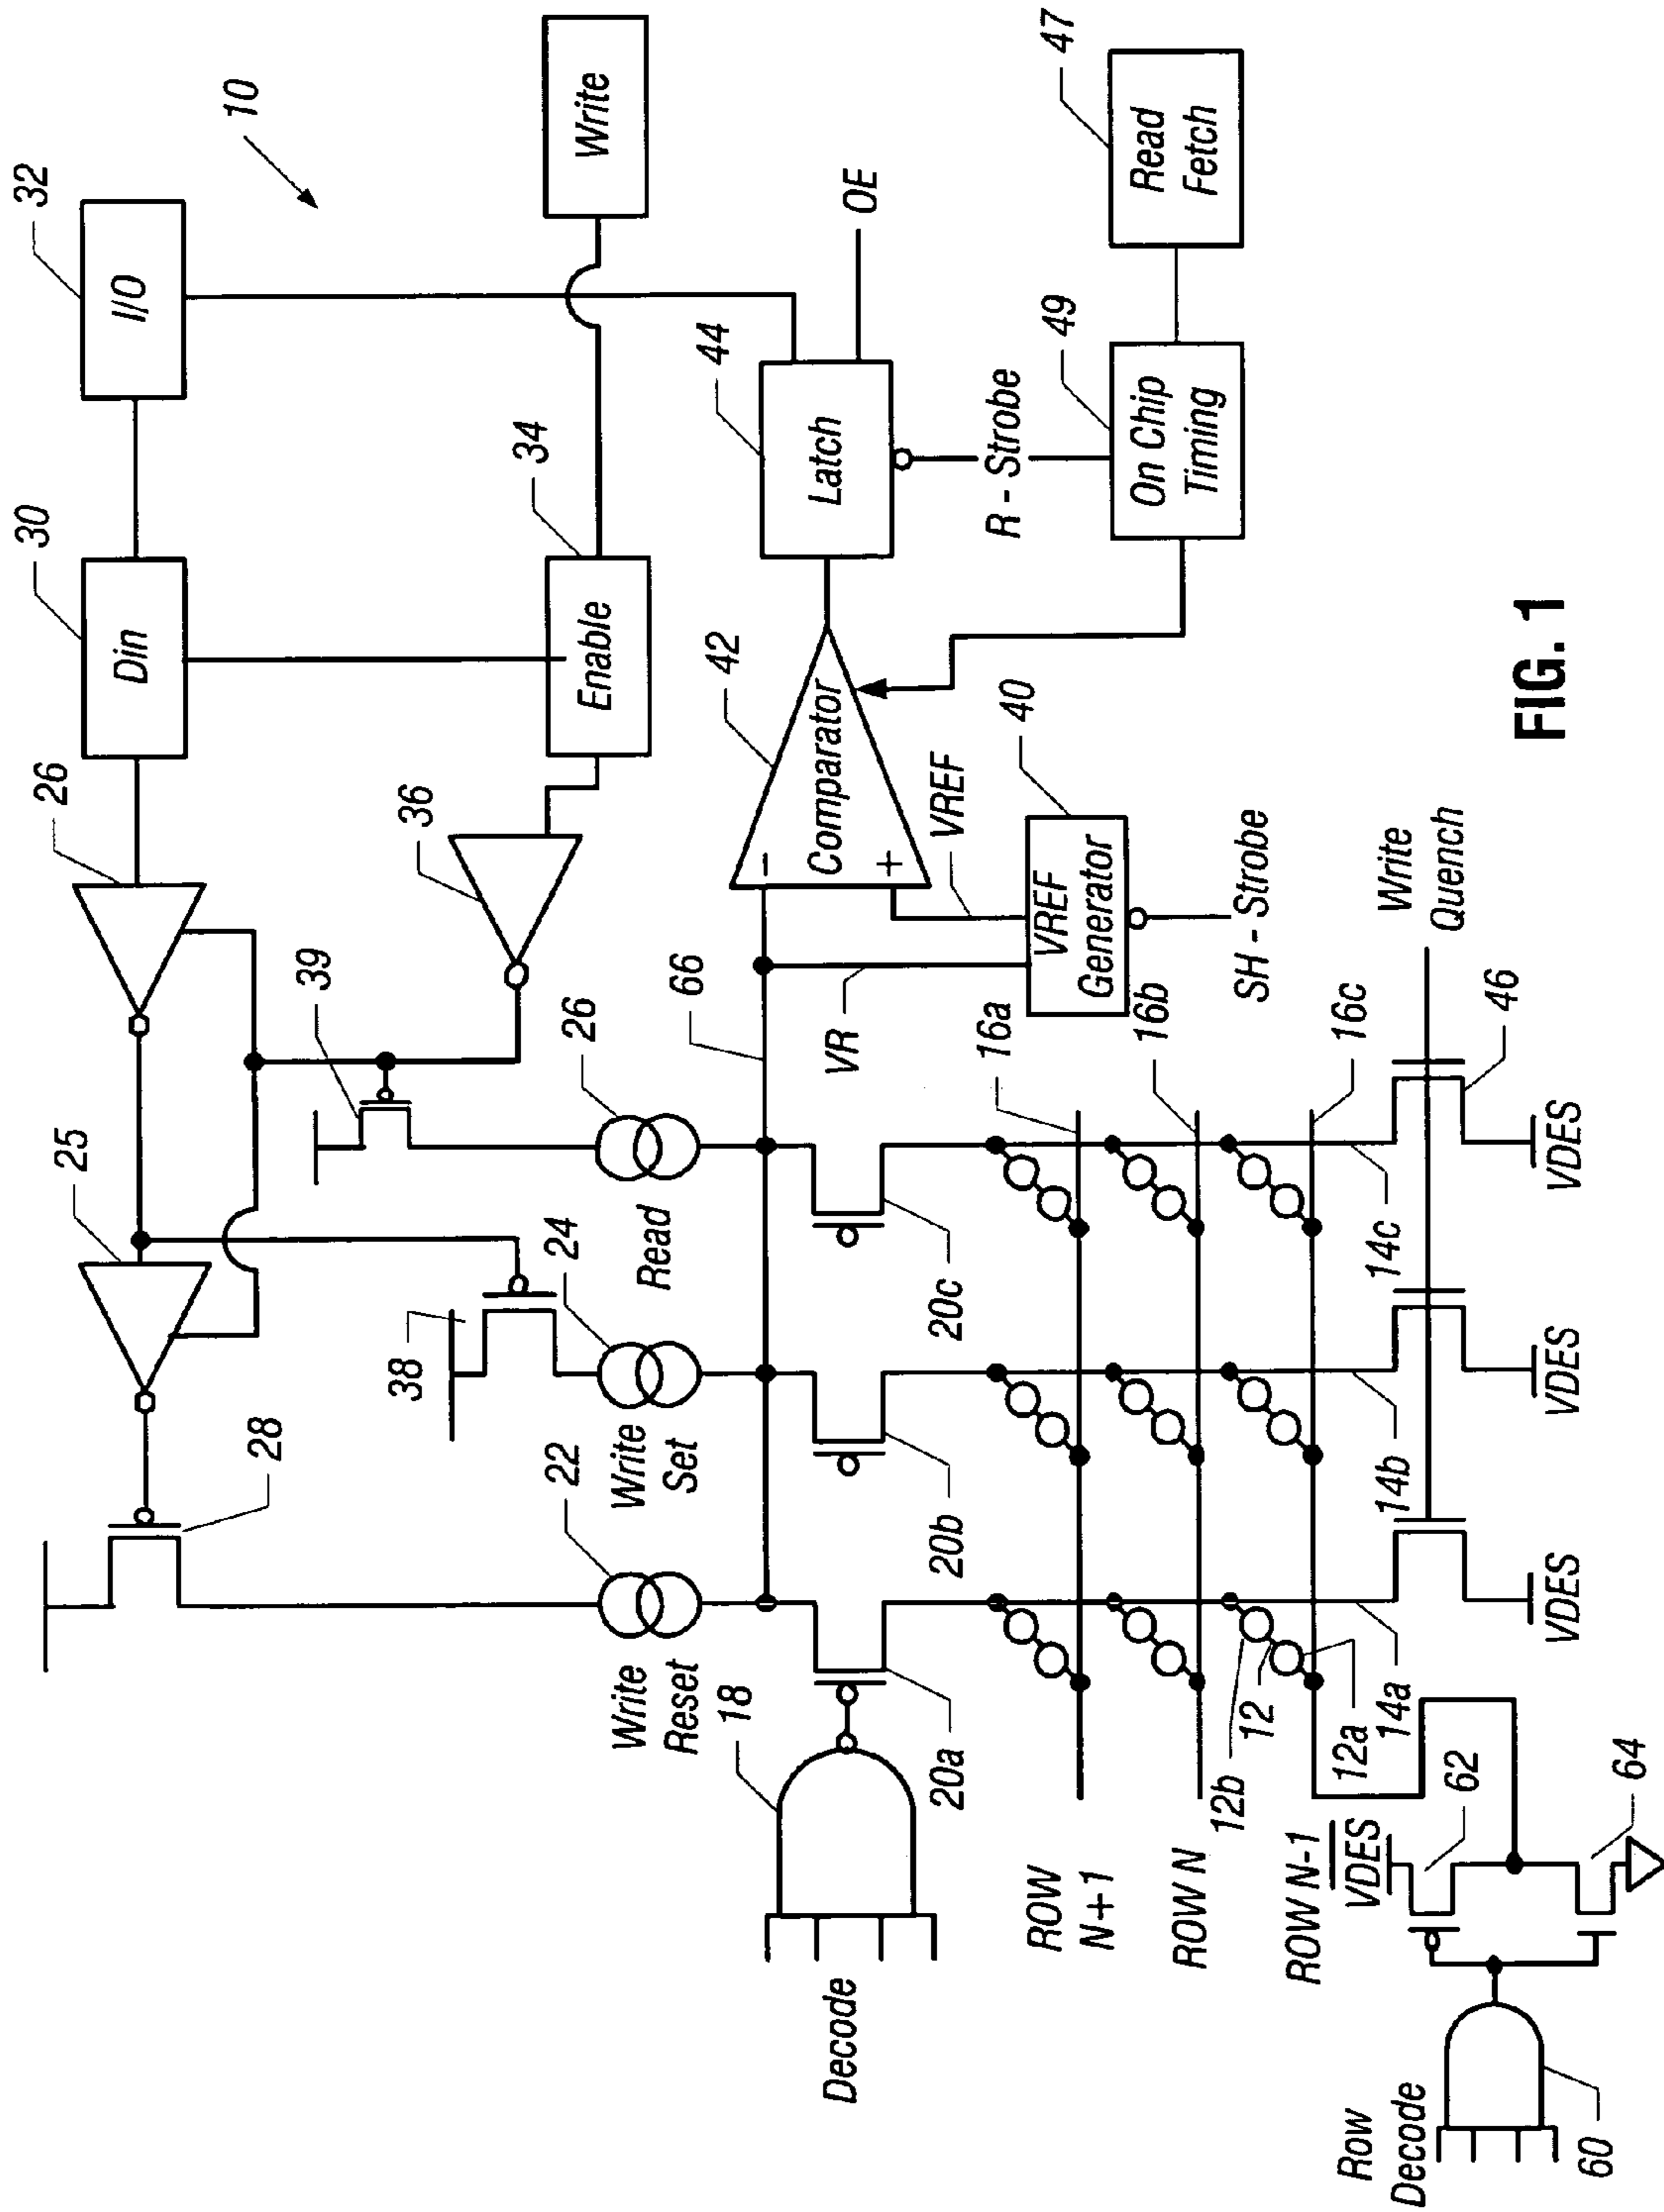 10
32
I/O
30
Din
26
25
28
Write
34
Enable
36
39
38
OE
44
Latch
42
Comparator
-
+
R - Strobe
47
Read
Fetch
49
On Chip
Timing
VREF
40
VREF
Generator
SH - Strobe
VR
66
26
Read
24
Write
Set
22
Write
Reset
18
Decode
20a
20b
20c
16a
16b
16c
ROW
N+1
ROW N
ROW N-1
12b
12
12a
14a
14b
14c
Write
Quench
46
VDES
VDES
VDES
VDES
62
64
Row
Decode
60
FIG. 1